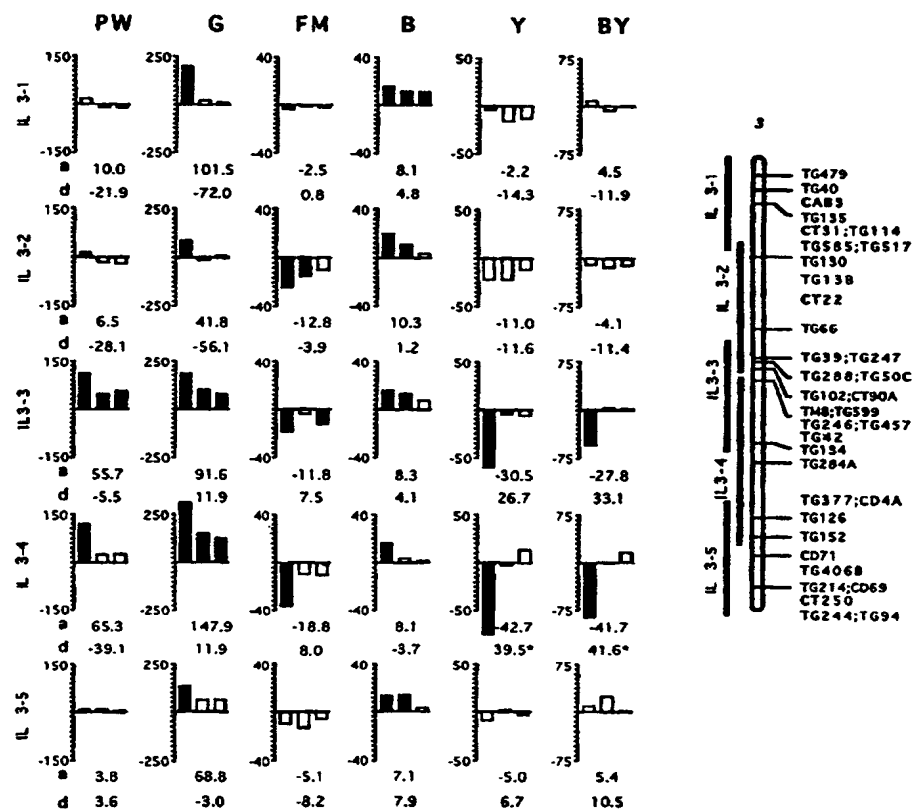 PW G FM B Y BY
IL 3-1
150 250 40 40 50 75
-150 -250 -40 -40 -50 -75
a 10.0 101.5 -2.5 8.1 -2.2 4.5
d -21.9 -72.0 0.8 4.8 -14.3 -11.9
IL 3-2
150 250 40 40 50 75
-150 -250 -40 -40 -50 -75
a 6.5 41.8 -12.8 10.3 -11.0 -4.1
d -28.1 -56.1 -3.9 1.2 -11.6 -11.4
IL3-3
150 250 40 40 50 75
-150 -250 -40 -40 -50 -75
a 55.7 91.6 -11.8 8.3 -30.5 -27.8
d -5.5 11.9 7.5 4.1 26.7 33.1
IL 3-4
150 250 40 40 50 75
-150 -250 -40 -40 -50 -75
a 65.3 147.9 -18.8 8.1 -42.7 -41.7
d -39.1 11.9 8.0 -3.7 39.5* 41.6*
IL 3-5
150 250 40 40 50 75
-150 -250 -40 -40 -50 -75
a 3.8 68.8 -5.1 7.1 -5.0 5.4
d 3.6 -3.0 -8.2 7.9 6.7 10.5
3
IL 3-1
IL 3-2
IL3-3
IL3-4
IL 3-5
TG479
TG40
CAB3
TG135
CT31;TG114
TG585;TG517
TG130
TG13B
CT22
TG66
TG39;TG247
TG288;TG50C
TG102;CT90A
TM8;TG599
TG246;TG457
TG42
TG134
TG284A
TG377;CD4A
TG126
TG152
CD71
TG406B
TG214;CD69
CT250
TG244;TG94